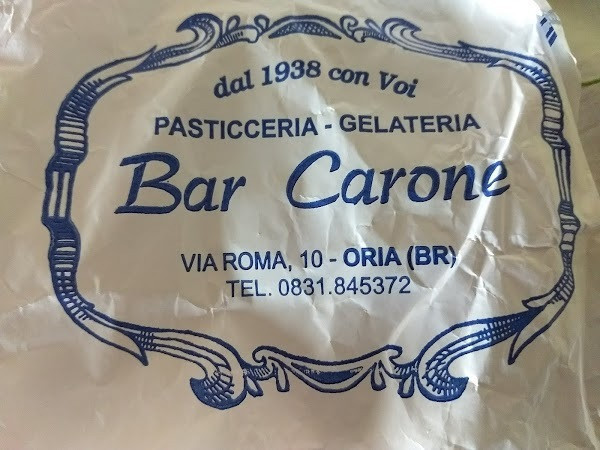 dal 1938 con Voi
PASTICCERIA - GELATERIA
Bar Carone
VIA ROMA, 10 - ORIA (BR)
TEL. 0831.845372